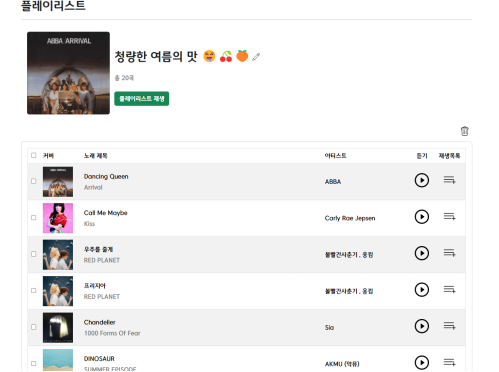 플레이리스트
ABBA ARRIVAL
청량한 여름의 맛 🥵 🍒 🍑
총 20곡
플레이리스트 재생
커버 노래 제목 아티스트 듣기 재생목록
Dancing Queen
Arrival
ABBA
Call Me Maybe
Kiss
Carly Rae Jepsen
우주를 줄게
RED PLANET
볼빨간사춘기
프리지아
RED PLANET
볼빨간사춘기
Chandelier
1000 Forms Of Fear
Sia
DINOSAUR
SUMMER EPISODE
AKMU (악뮤)